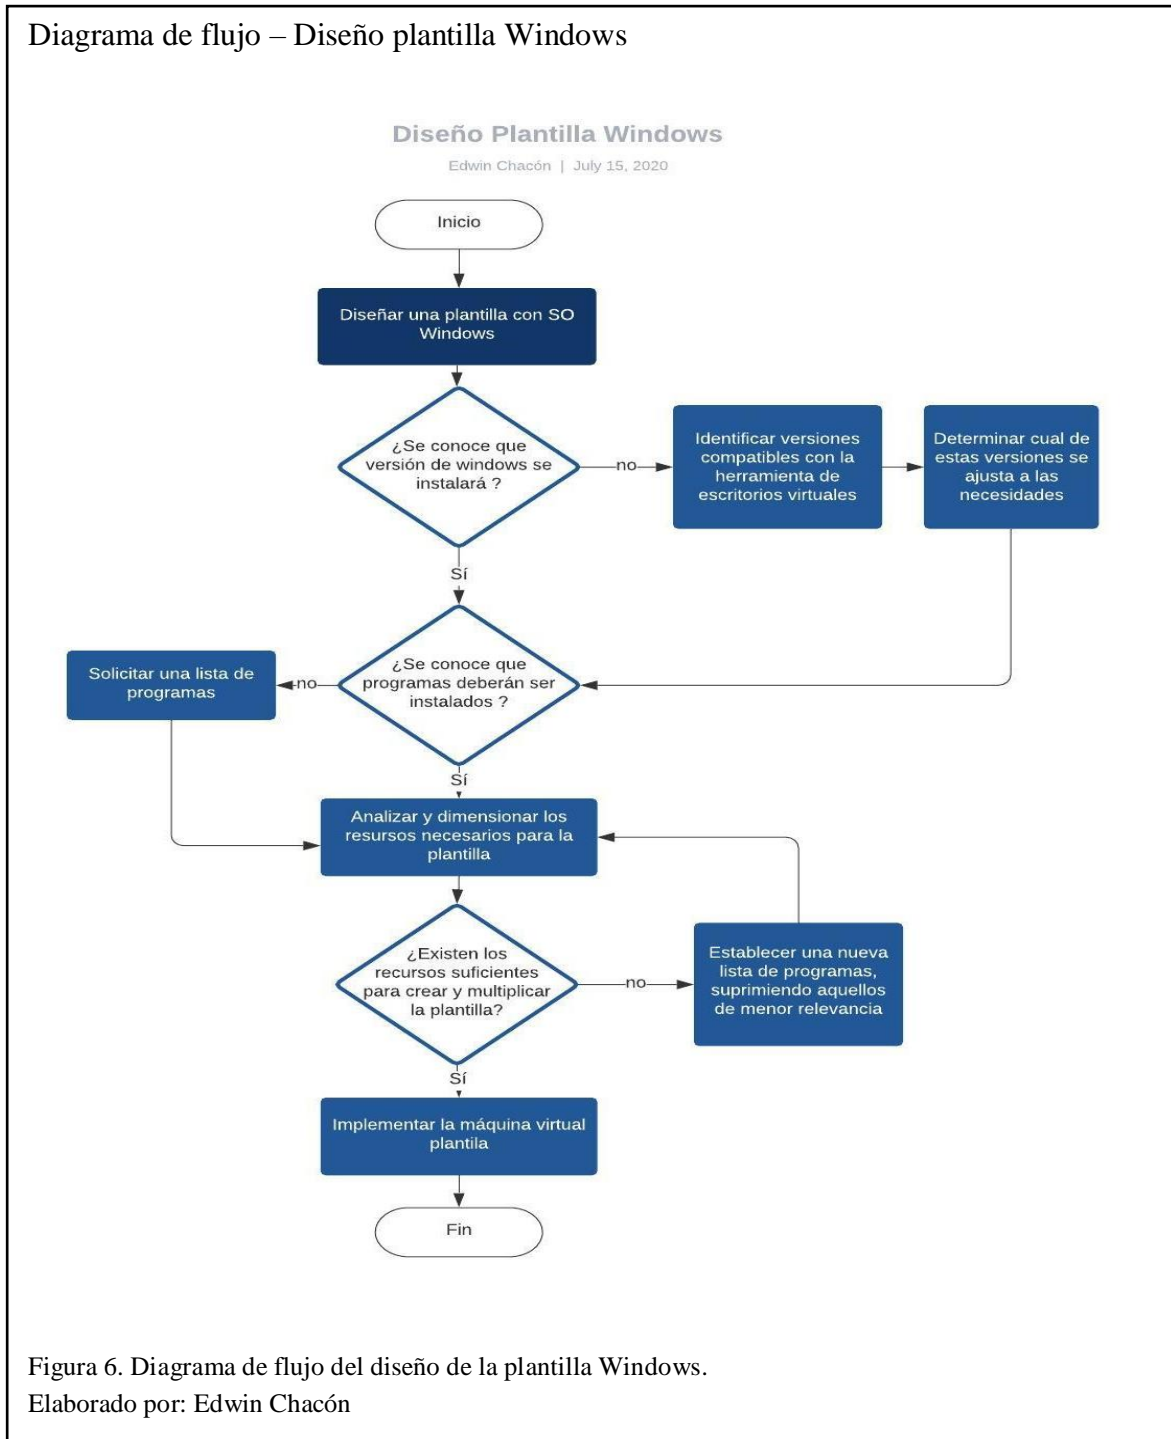 Diagrama de flujo – Diseño plantilla Windows
Diseño Plantilla Windows
Edwin Chacón | July 15, 2020
Inicio
Diseñar una plantilla con SO
Windows
¿Se conoce que
versión de windows se
instalará ?
no
Identificar versiones
compatibles con la
herramienta de
escritorios virtuales
Determinar cual de
estas versiones se
ajusta a las
necesidades
Sí
¿Se conoce que
programas deberán ser
instalados ?
no
Solicitar una lista de
programas
Sí
Analizar y dimensionar los
resursos necesarios para la
plantilla
¿Existen los
recursos suficientes
para crear y multiplicar
la plantilla?
no
Establecer una nueva
lista de programas,
suprimiendo aquellos
de menor relevancia
Sí
Implementar la máquina virtual
plantila
Fin
Figura 6. Diagrama de flujo del diseño de la plantilla Windows.
Elaborado por: Edwin Chacón